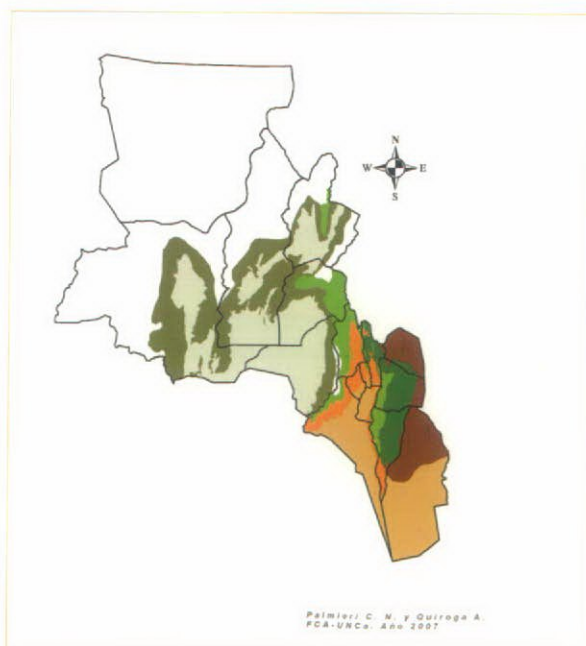 N
W E
S
Palmieri C. N. y Quiroga A.
FCA-UNCa. Año 2007